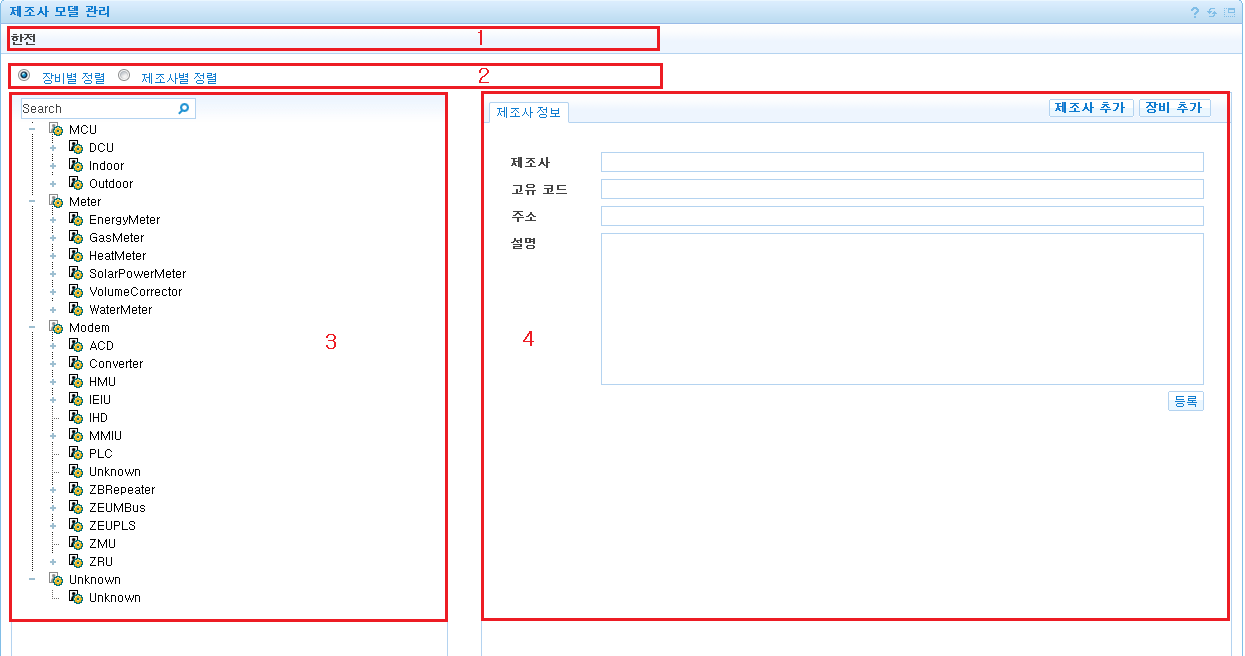 제조사 모델 관리
한전
1
장비별 정렬 제조사별 정렬
2
Search
MCU
DCU
Indoor
Outdoor
Meter
EnergyMeter
GasMeter
HeatMeter
SolarPowerMeter
VolumeCorrector
WaterMeter
Modem
ACD
Converter
HMU
IEIU
IHD
MMIU
PLC
Unknown
ZBRepeater
ZEUMBus
ZEUPLS
ZMU
ZRU
Unknown
Unknown
3
제조사 정보
제조사 추가 장비 추가
제조사
고유 코드
주소
설명
4
등록